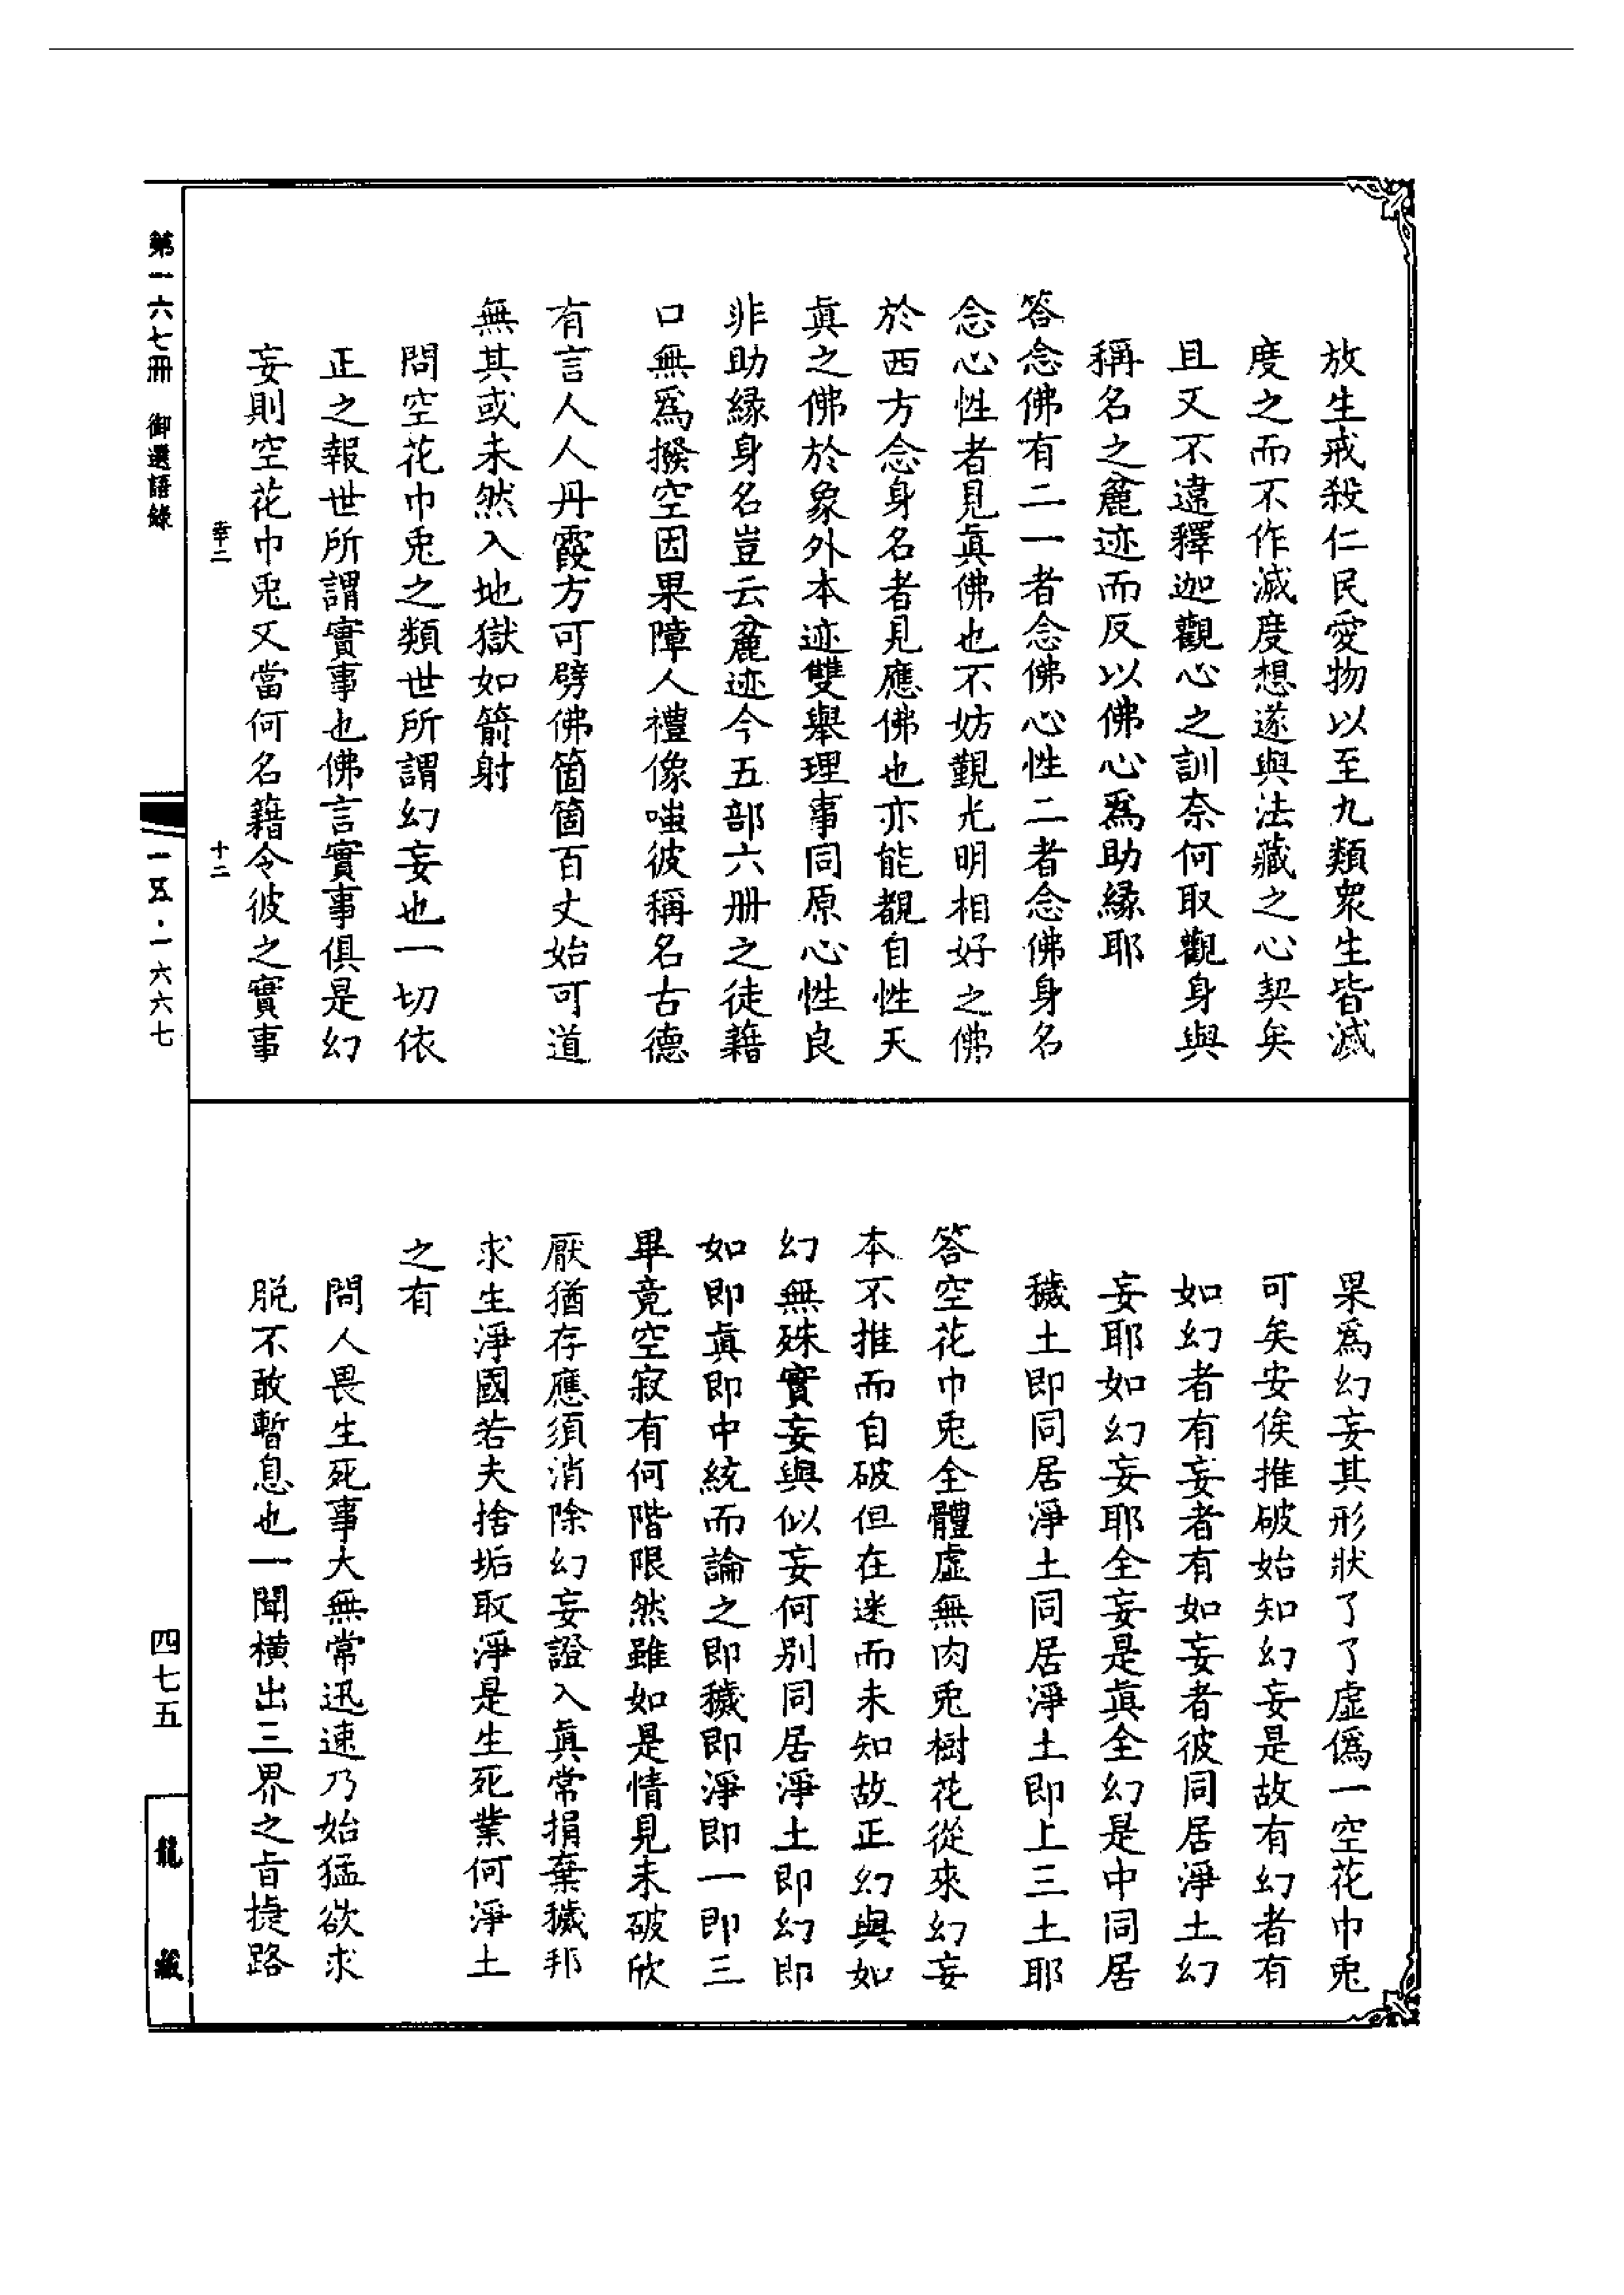 放生戒殺仁民愛物以至九類衆生皆滅
度之而不作滅度想遂與法藏之心契矣
且又不違釋迦觀心之訓奈何取觀身與
稱名之麄迹而反以佛心爲助緣耶
答念佛有二一者念佛心性二者念佛身名
念心性者見眞佛也不妨觀光明相好之佛
於西方念身名者見應佛也亦能覩自性天
眞之佛於象外本迹雙舉理事同原心性良
非助緣身名豈云麄迹今五部六册之徒藉
口無爲撥空因果障人禮像嗤彼稱名古德
有言人人丹霞方可劈佛箇箇百丈始可道
無其或未然入地獄如箭射
問空花巾兎之類世所謂幻妄也一切依
正之報世所謂實事也佛言實事俱是幻
妄則空花巾兎又當何名籍令彼之實事
幸二
十二
果爲幻妄其形狀了了虛僞一空花巾兎
可矣安俟推破始知幻妄是故有幻者有
如幻者有妄者有如妄者彼同居淨土幻
妄耶如幻妄耶全妄是眞全幻是中同居
穢土即同居淨土同居淨土即上三土耶
答空花巾兎全體虛無肉兎樹花從來幻妄
本不推而自破但在迷而未知故正幻與如
幻無殊實妄與似妄何別同居淨土即幻即
如即眞即中統而論之即穢即淨即一即三
畢竟空寂有何階限然雖如是情見未破欣
厭猶存應須消除幻妄證入眞常捐棄穢邦
求生淨國若夫捨垢取淨是生死業何淨土
之有
問人畏生死事大無常迅速乃始猛欲求
脫不敢暫息也一聞橫出三界之旨捷路
第一六七冊　御選語錄
一五·一六六七
四七五
龍藏